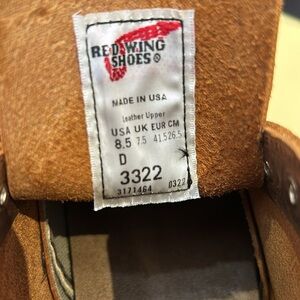 RED WING
SHOES®
MADE IN USA
Leather Upper
USA UK EUR CM
8.5 7.5 41.5 26.5
D
3322
3171464 0322